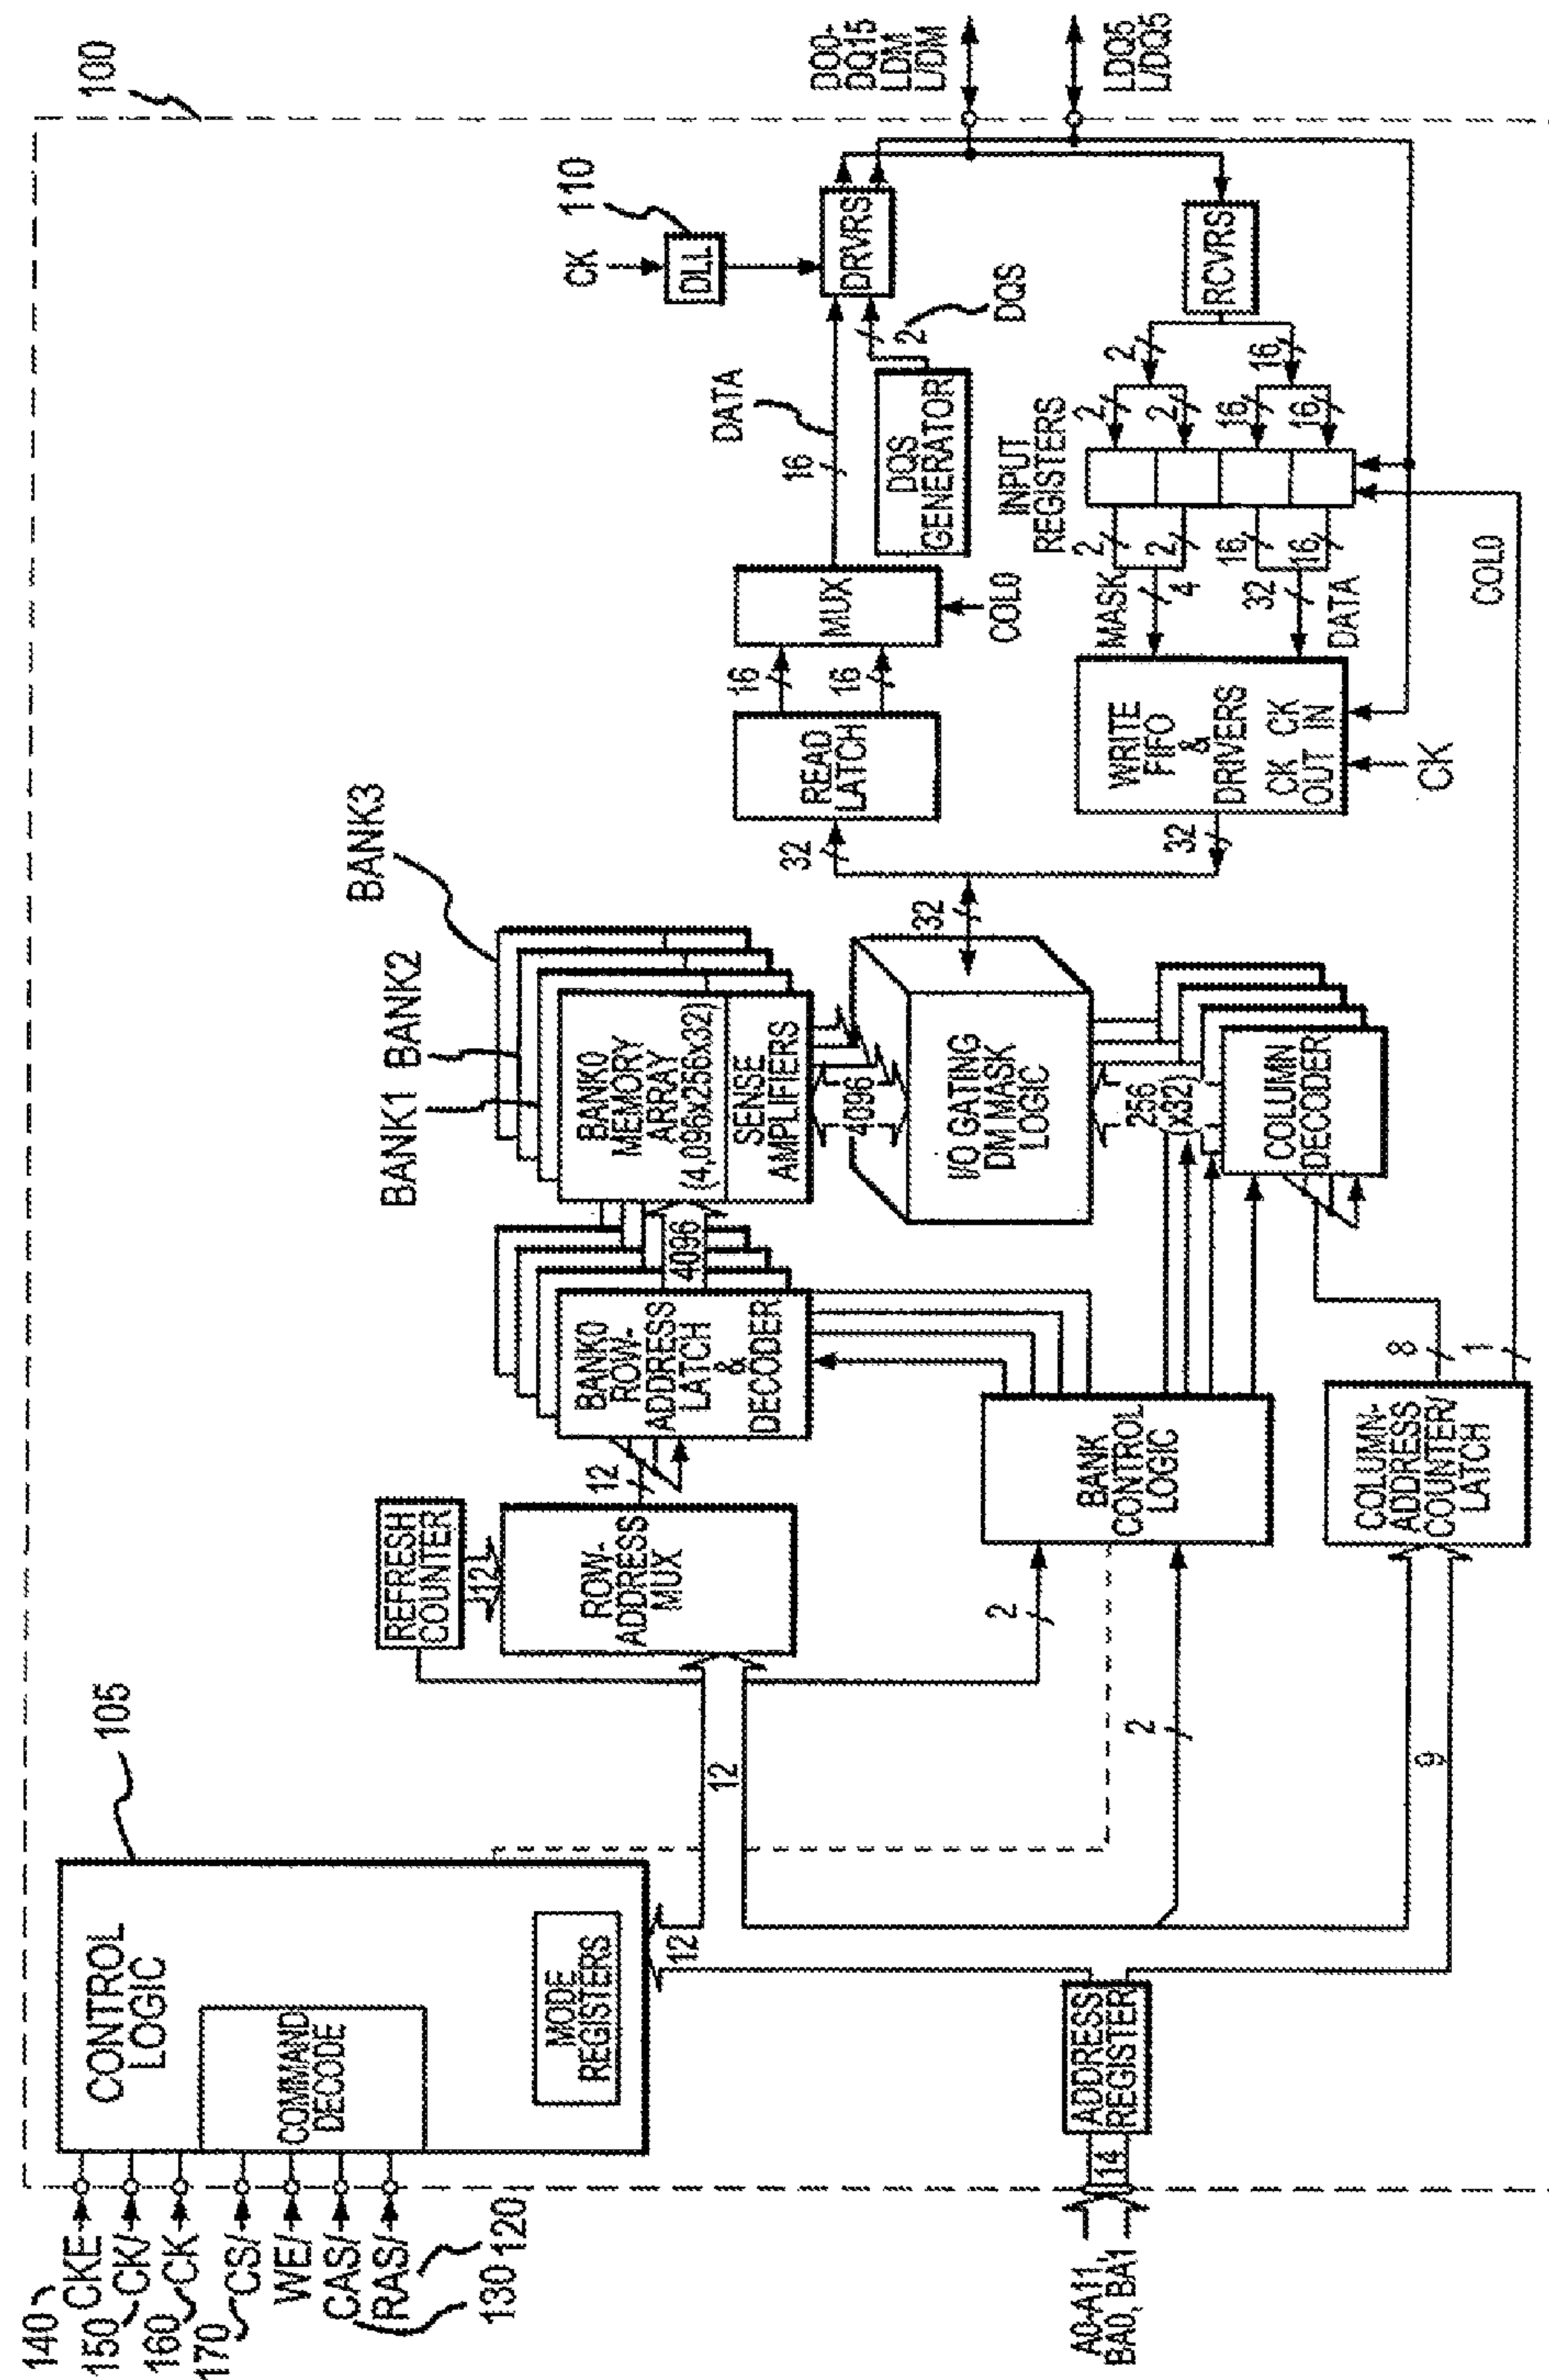 100
105
CONTROL
LOGIC
COMMAND
DECODE
MODE
REGISTERS
140
CKE
150
CK/
160
CK
170
CS/
WE/
CAS/
130
RAS/
120
A0-A11,
BA0, BA1
14
ADDRESS
REGISTER
12
12
2
9
REFRESH
COUNTER
12
ROW-
ADDRESS
MUX
2
12
BANK0
ROW-
ADDRESS
LATCH
&
DECODER
4096
BANK1
BANK2
BANK3
BANK0
MEMORY
ARRAY
(4,096x256x32)
SENSE
AMPLIFIERS
4096
I/O GATING
DM MASK
LOGIC
256
(x32)
COLUMN
DECODER
BANK
CONTROL
LOGIC
COLUMN-
ADDRESS
COUNTER/
LATCH
8
1
32
32
32
READ
LATCH
16
16
MUX
COL0
16
DATA
DQS
GENERATOR
2
DQS
CK
DLL
110
DRVRS
WRITE
FIFO
&
DRIVERS
CK
OUT
CK
IN
CK
MASK
4
32
DATA
2
2
16
16
INPUT
REGISTERS
2
2
16
16
2
16
RCVRS
COL0
DQ0-
DQ15
LDM
L/DM
LDQ5
L/DQ5